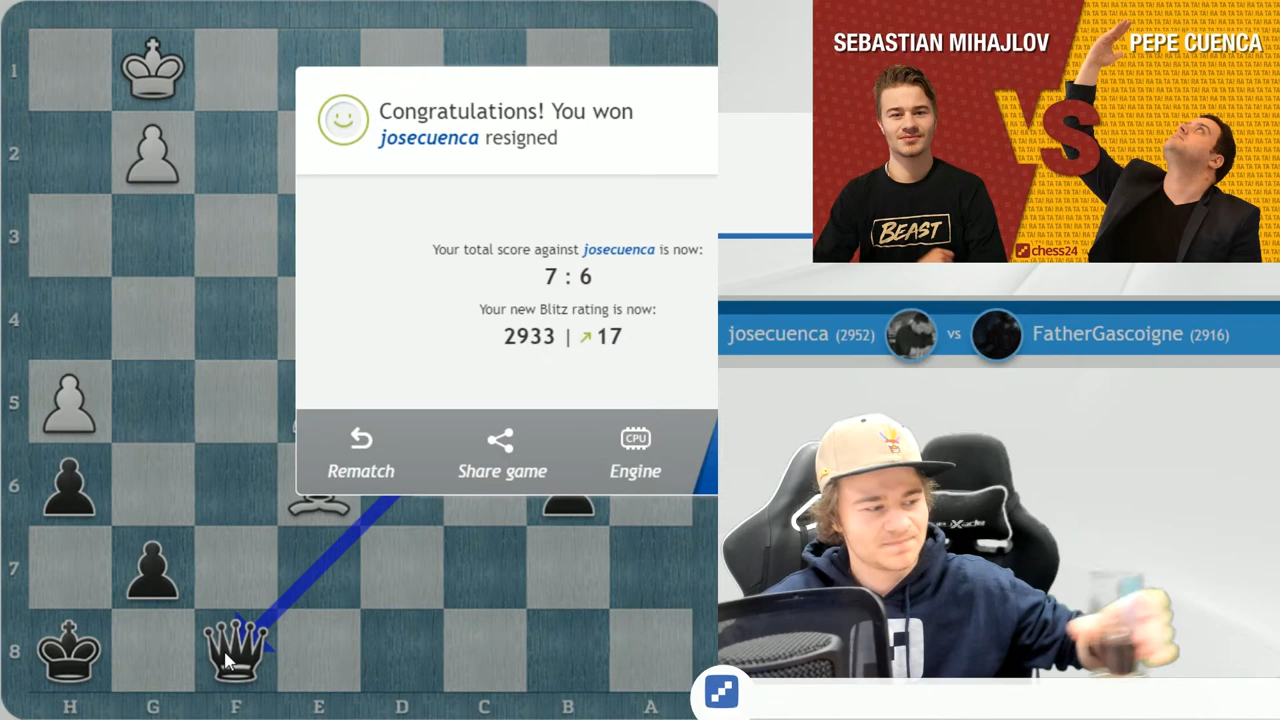 1
2
3
4
5
6
7
8
H G F E D C B A
Congratulations! You won
josecuenca resigned
Your total score against josecuenca is now:
7 : 6
Your new Blitz rating is now:
2933 | 17
Rematch
Share game
CPU
Engine
SEBASTIAN MIHAJLOV
PEPE CUENCA
VS
BEAST
chess24
josecuenca (2952)
vs
FatherGascoigne (2916)